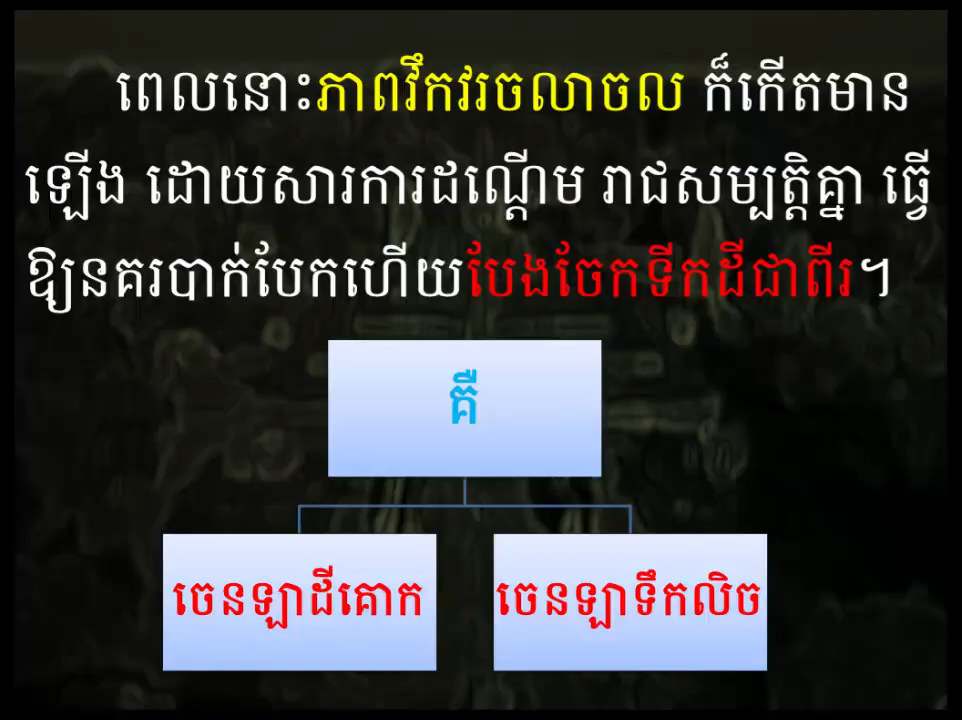 ពេលនោះភាពវឹកវរចលាចល ក៏កើតមាន
ឡើង ដោយសារការដណ្ដើម រាជសម្បត្តិគ្នា ធ្វើ
ឱ្យនគរបាក់បែកហើយបែងចែកទឹកដីជាពីរ។
គឺ
ចេនឡាដីគោក
ចេនឡាទឹកលិច